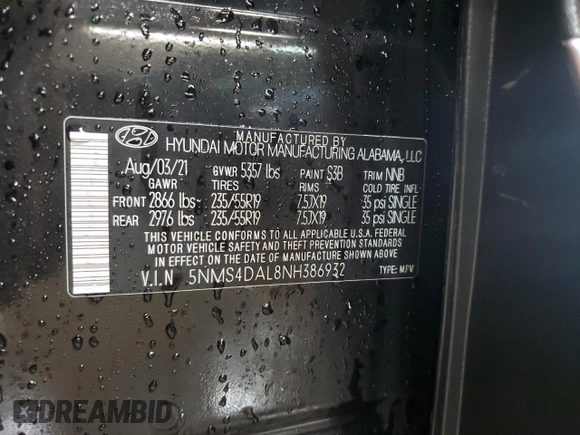 MANUFACTURED BY
HYUNDAI MOTOR MANUFACTURING ALABAMA, LLC
Aug/03/21 GVWR 5357 lbs PAINT S3B TRIM NNB
GAWR TIRES RIMS COLD TIRE INFL.
FRONT 2866 lbs 235/55R19 7.5JX19 35 psi SINGLE
REAR 2976 lbs 235/55R19 7.5JX19 35 psi SINGLE
THIS VEHICLE CONFORMS TO ALL APPLICABLE U.S.A. FEDERAL
MOTOR VEHICLE SAFETY AND THEFT PREVENTION STANDARDS
IN EFFECT ON THE DATE OF MANUFACTURE SHOWN ABOVE.
V.I.N 5NMS4DAL8NH386932 TYPE: M.P.V
DREAMBID